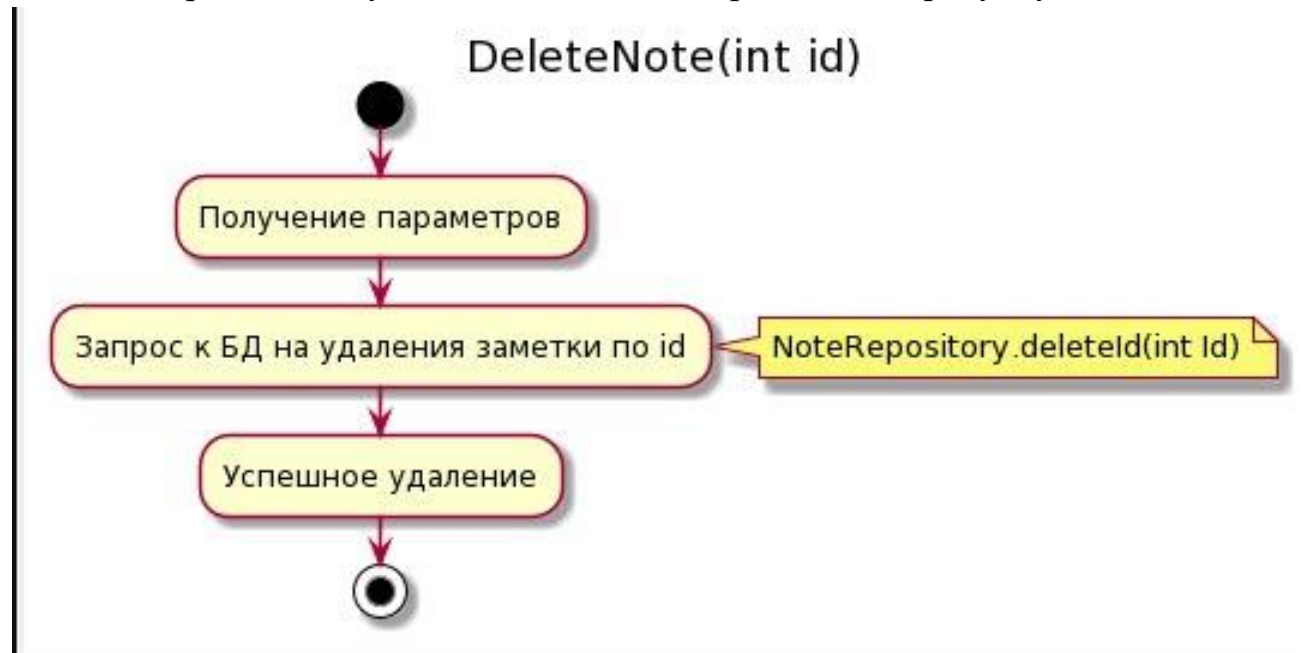 DeleteNote(int id)
Получение параметров
Запрос к БД на удаления заметки по id
NoteRepository.deleteId(int Id)
Успешное удаление